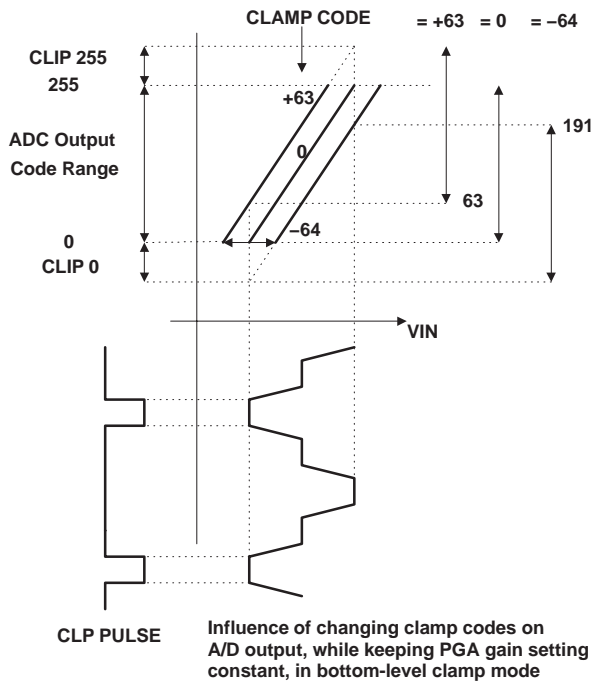 CLAMP CODE
= +63 = 0 = −64
CLIP 255
255
+63
191
ADC Output
Code Range
0
63
−64
0
CLIP 0
VIN
CLP PULSE
Influence of changing clamp codes on
A/D output, while keeping PGA gain setting
constant, in bottom-level clamp mode